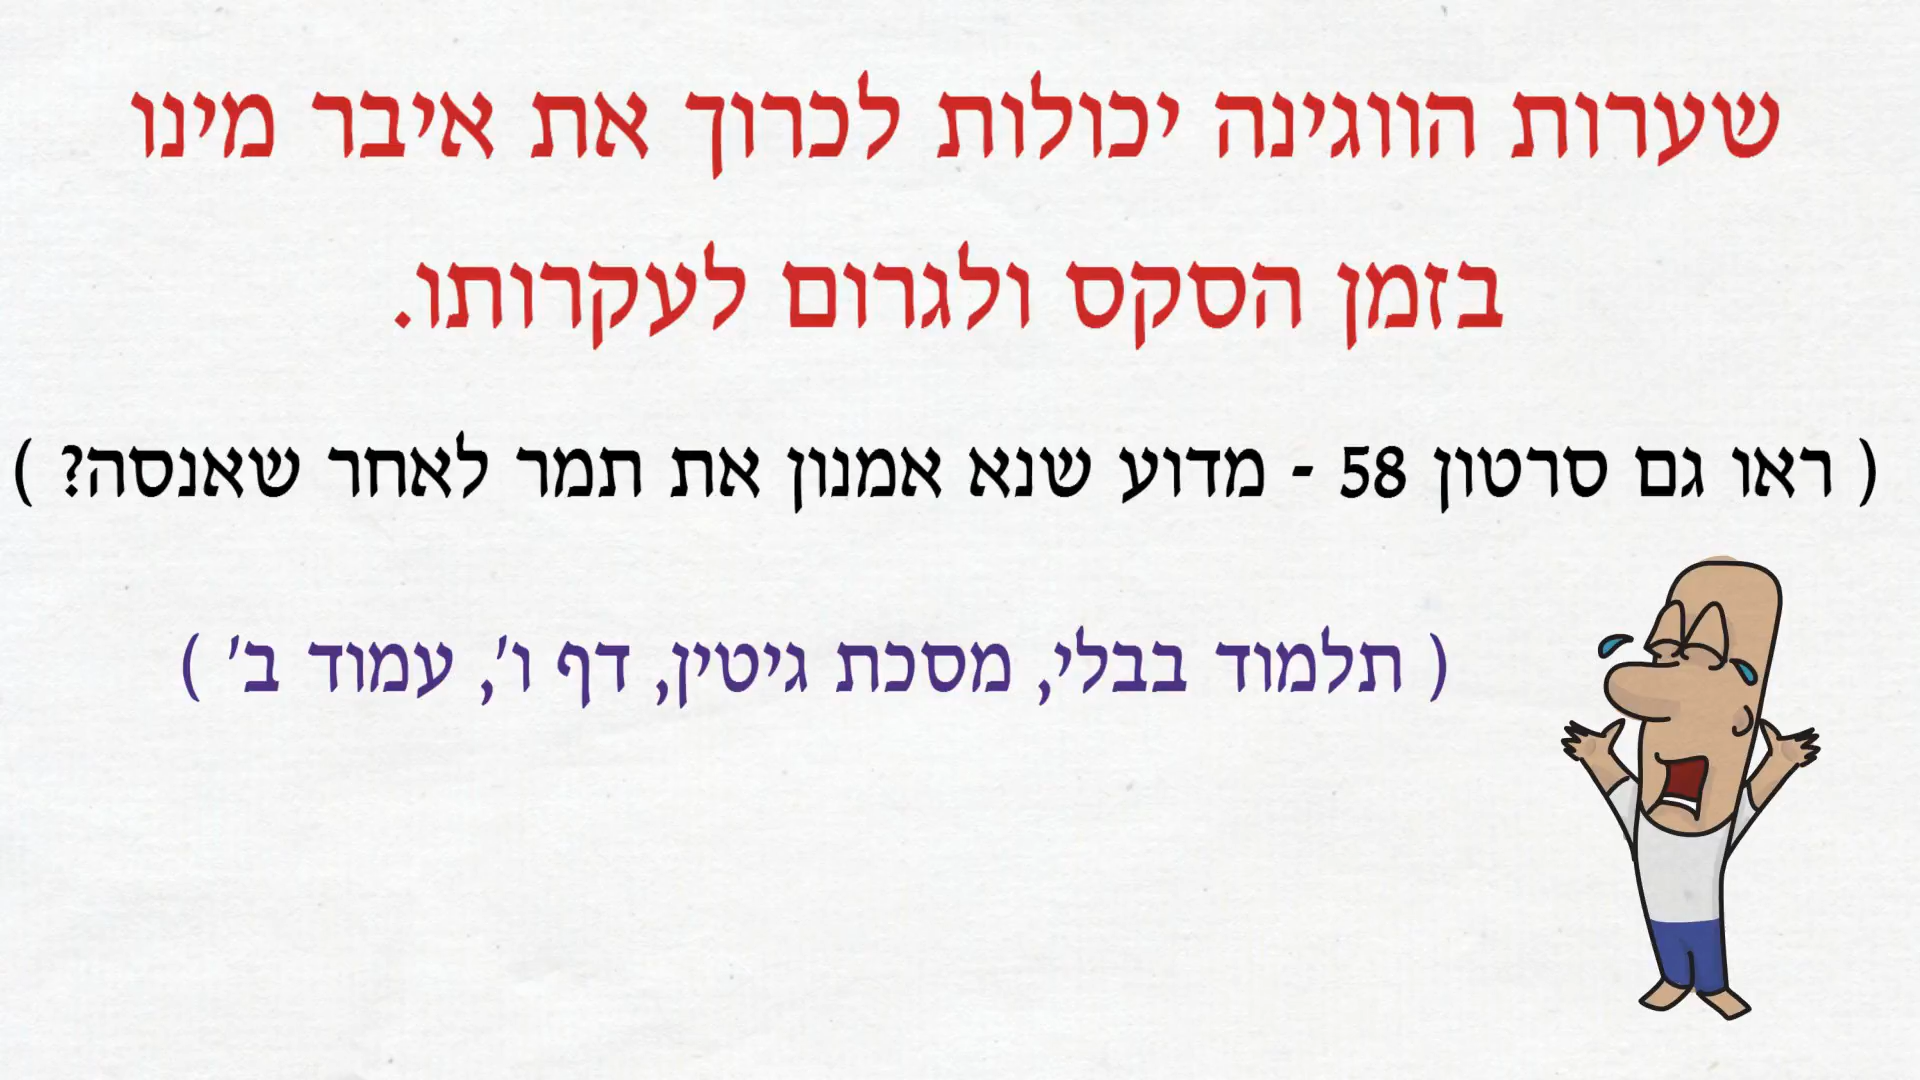 שערות הווגינה יכולות לכרוך את איבר מינו
בזמן הסקס ולגרום לעקרותו.
( ראו גם סרטון 58 - מדוע שנא אמנון את תמר לאחר שאנסה? )
( תלמוד בבלי, מסכת גיטין, דף ו', עמוד ב' )